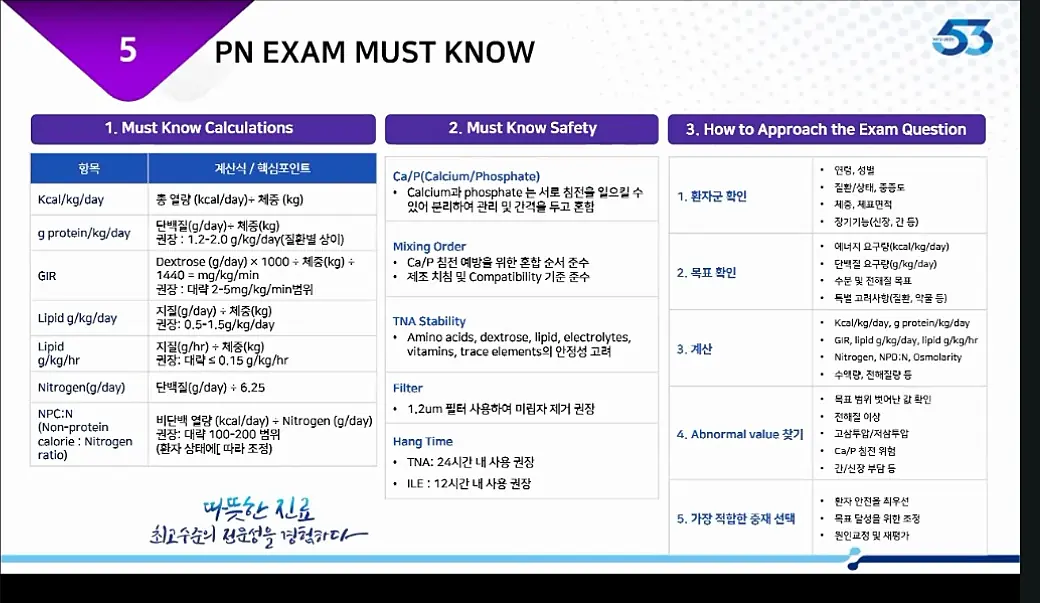 5
PN EXAM MUST KNOW
53
1. Must Know Calculations
항목
계산식 / 핵심포인트
Kcal/kg/day
총 열량 (kcal/day)÷ 체중 (kg)
g protein/kg/day
단백질(g/day)÷ 체중(kg)
권장 : 1.2-2.0 g/kg/day(질환별 상이)
GIR
Dextrose (g/day) × 1000 ÷ 체중(kg) ÷
1440 = mg/kg/min
권장 : 대략 2-5mg/kg/min범위
Lipid g/kg/day
지질(g/day) ÷ 체중(kg)
권장: 0.5-1.5g/kg/day
Lipid
g/kg/hr
지질(g/hr) ÷ 체중(kg)
권장: 대략 ≤ 0.15 g/kg/hr
Nitrogen(g/day)
단백질(g/day) ÷ 6.25
NPC:N
(Non-protein
calorie : Nitrogen
ratio)
비단백 열량 (kcal/day) ÷ Nitrogen (g/day)
권장: 대략 100-200 범위
(환자 상태에[ 따라 조정)
따뜻한 진료
최고수준의 전문성을 경험하다
2. Must Know Safety
Ca/P(Calcium/Phosphate)
• Calcium과 phosphate 는 서로 침전을 일으킬 수
있어 분리하여 관리 및 간격을 두고 혼합
Mixing Order
• Ca/P 침전 예방을 위한 혼합 순서 준수
• 제조 치침 및 Compatibility 기준 준수
TNA Stability
• Amino acids, dextrose, lipid, electrolytes,
vitamins, trace elements의 안정성 고려
Filter
• 1.2um 필터 사용하여 미립자 제거 권장
Hang Time
• TNA: 24시간 내 사용 권장
• ILE : 12시간 내 사용 권장
3. How to Approach the Exam Question
1. 환자군 확인
• 연령, 성별
• 질환/상태, 중증도
• 체중, 체표면적
• 장기기능(신장, 간 등)
2. 목표 확인
• 에너지 요구량(kcal/kg/day)
• 단백질 요구량(g/kg/day)
• 수분 및 전해질 목표
• 특별 고려사항(질환, 약물 등)
3. 계산
• Kcal/kg/day, g protein/kg/day
• GIR, lipid g/kg/day, lipid g/kg/hr
• Nitrogen, NPD:N, Osmolarity
• 수액량, 전해질량 등
4. Abnormal value 찾기
• 목표 범위 벗어난 값 확인
• 전해질 이상
• 고삼투압/저삼투압
• Ca/P 침전 위험
• 간/신장 부담 등
5. 가장 적합한 중재 선택
• 환자 안전을 최우선
• 목표 달성을 위한 조정
• 원인교정 및 재평가